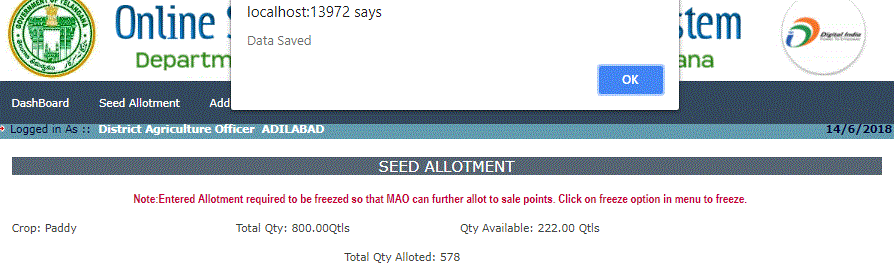 localhost:13972 says
Data Saved
OK
Online S
stem
Departm
ana
Digital India
Power To Empower
DashBoard Seed Allotment Add
Logged in As :: District Agriculture Officer ADILABAD 14/6/2018
SEED ALLOTMENT
Note:Entered Allotment required to be freezed so that MAO can further allot to sale points. Click on freeze option in menu to freeze.
Crop: Paddy Total Qty: 800.00Qtls Qty Available: 222.00 Qtls
Total Qty Alloted: 578